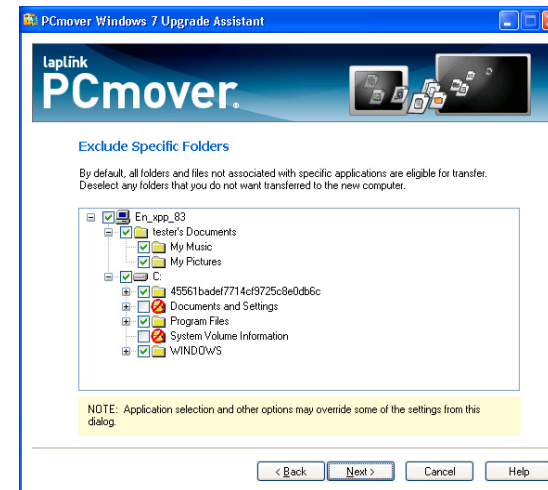 PCmover Windows 7 Upgrade Assistant
laplink
PCmover.
Exclude Specific Folders
By default, all folders and files not associated with specific applications are eligible for transfer.
Deselect any folders that you do not want transferred to the new computer.
En_xpp_83
tester's Documents
My Music
My Pictures
C:
45561badef7714cf9725c8e0db6c
Documents and Settings
Program Files
System Volume Information
WINDOWS
NOTE: Application selection and other options may override some of the settings from this
dialog.
< Back Next > Cancel Help